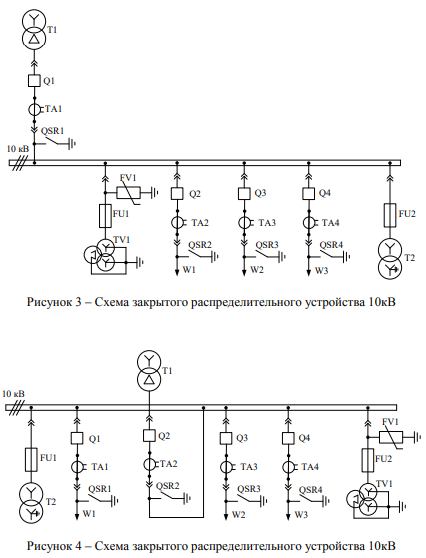 T1
Q1
TA1
QSR1
10 кВ
FV1
FU1
TV1
Q2 Q3 Q4
TA2 TA3 TA4
QSR2 QSR3 QSR4
W1 W2 W3
FU2
T2
Рисунок 3 – Схема закрытого распределительного устройства 10кВ
T1
10 кВ
FV1
Q1 Q2 Q3 Q4
FU1 TA1 TA2 TA3 TA4 FU2
T2 QSR1 QSR2 QSR3 QSR4 TV1
W1 W2 W3
Рисунок 4 – Схема закрытого распределительного устройства 10кВ